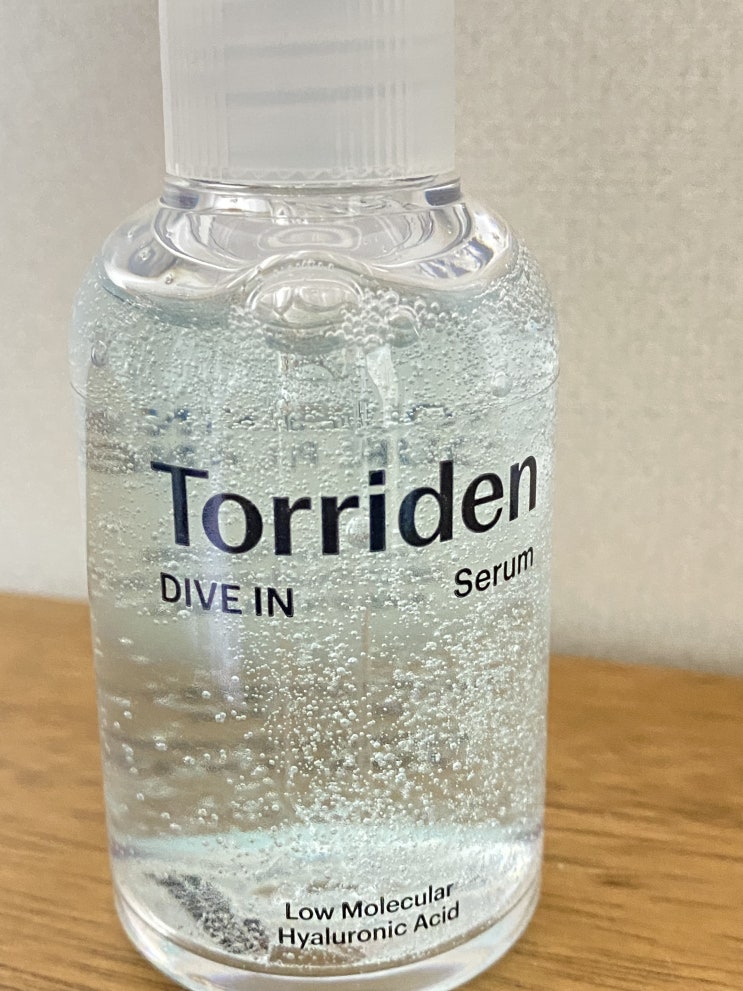 Torriden
DIVE IN Serum
Low Molecular
Hyaluronic Acid